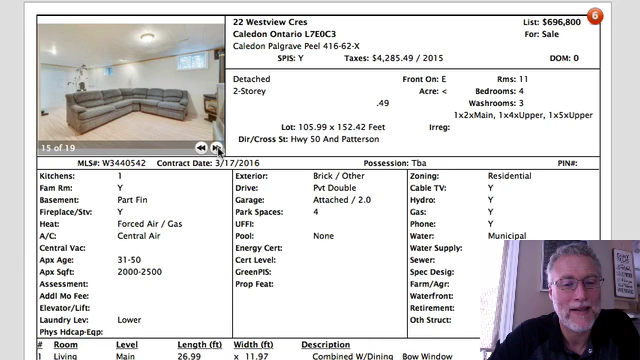 6
22 Westview Cres List: $696,800
Caledon Ontario L7E0C3 For: Sale
Caledon Palgrave Peel 416-62-X
SPIS: Y Taxes: $4,285.49 / 2015 DOM: 0
Detached Front On: E Rms: 11
2-Storey Acre: < Bedrooms: 4
.49 Washrooms: 3
1x2xMain, 1x4xUpper, 1x5xUpper
Lot: 105.99 x 152.42 Feet Irreg:
Dir/Cross St: Hwy 50 And Patterson
15 of 19
MLS#: W3440542 Contract Date: 3/17/2016 Possession: Tba PIN#:
Kitchens: 1 Exterior: Brick / Other Zoning: Residential
Fam Rm: Y Drive: Pvt Double Cable TV: Y
Basement: Part Fin Garage: Attached / 2.0 Hydro: Y
Fireplace/Stv: Y Park Spaces: 4 Gas: Y
Heat: Forced Air / Gas UFFI: Phone: Y
A/C: Central Air Pool: None Water: Municipal
Central Vac: Energy Cert: Water Supply:
Apx Age: 31-50 Cert Level: Sewer:
Apx Sqft: 2000-2500 GreenPIS: Spec Desig:
Assessment: Prop Feat: Farm/Agr:
Addl Mo Fee: Waterfront:
Elevator/Lift: Retirement:
Laundry Lev: Lower Oth Struct:
Phys Hdcap-Eqp:
# Room Level Length (ft) Width (ft) Description
1 Living Main 26.99 x 11.97 Combined W/Dining Bow Window